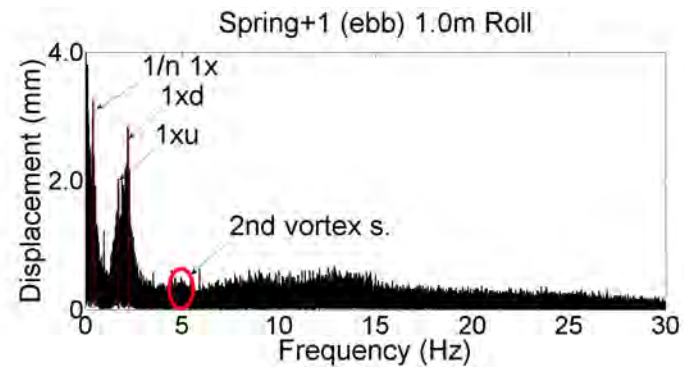 Spring+1 (ebb) 1.0m Roll
4.0
1/n 1x
1xd
1xu
2.0
2nd vortex s.
0
0 5 10 15 20 25 30
Displacement (mm)
Frequency (Hz)